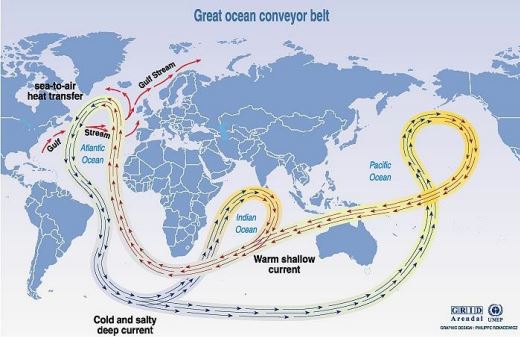 Great ocean conveyor belt
Gulf Stream
sea-to-air
heat transfer
Gulf
Stream
Atlantic
Ocean
Pacific
Ocean
Indian
Ocean
Warm shallow
current
Cold and salty
deep current
GRID
Arendal
UNEP
GRAPHIC DESIGN : PHILIPPE REKACEWICZ